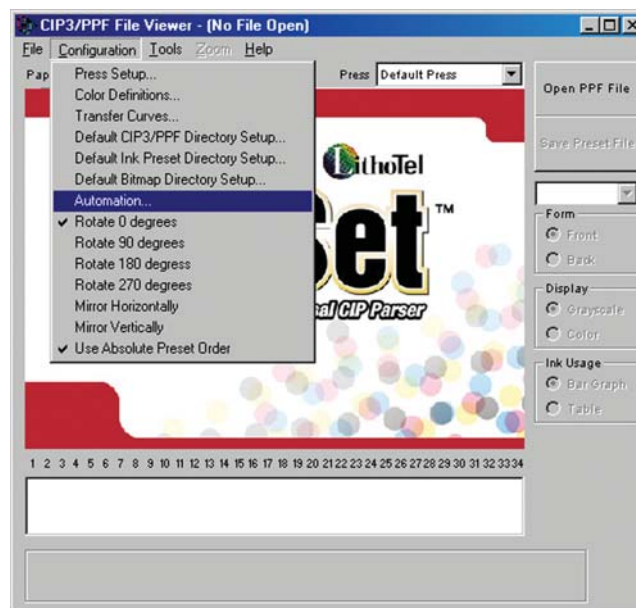 CIP3/PPF File Viewer - (No File Open)
File Configuration Tools Zoom Help
Pap
Press Default Press
Press Setup...
Color Definitions...
Transfer Curves...
Default CIP3/PPF Directory Setup...
Default Ink Preset Directory Setup...
Default Bitmap Directory Setup...
Automation...
Rotate 0 degrees
Rotate 90 degrees
Rotate 180 degress
Rotate 270 degrees
Mirror Horizontally
Mirror Vertically
Use Absolute Preset Order
LithoTel
et TM
al CIP Parser
Open PPF File
Save Preset File
Form
Front
Back
Display
Grayscale
Color
Ink Usage
Bar Graph
Table
1 2 3 4 5 6 7 8 9 10 11 12 13 14 15 16 17 18 19 20 21 22 23 24 25 26 27 28 29 30 31 32 33 34